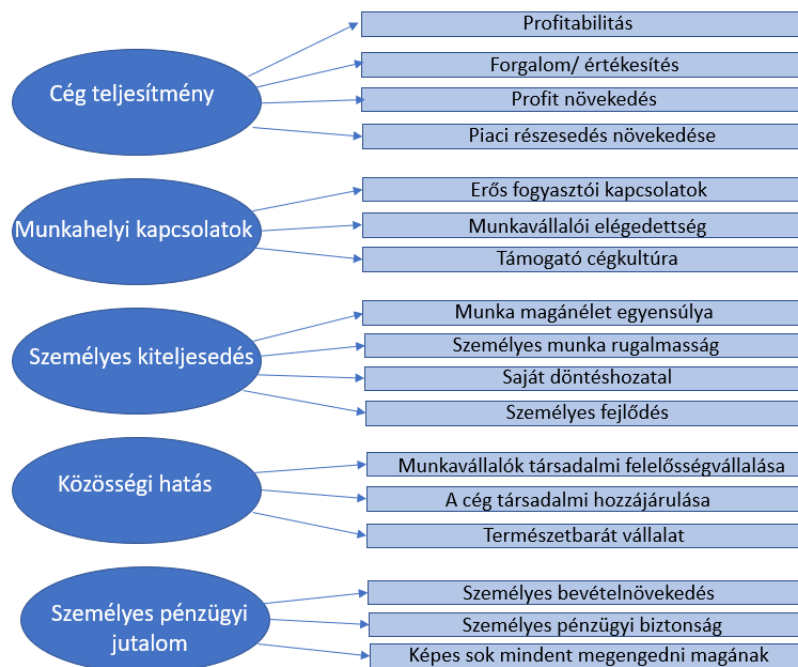 Cég teljesítmény
Profitabilitás
Forgalom/ értékesítés
Profit növekedés
Piaci részesedés növekedése
Munkahelyi kapcsolatok
Erős fogyasztói kapcsolatok
Munkavállalói elégedettség
Támogató cégkultúra
Személyes kiteljesedés
Munka magánélet egyensúlya
Személyes munka rugalmasság
Saját döntéshozatal
Személyes fejlődés
Közösségi hatás
Munkavállalók társadalmi felelősségvállalása
A cég társadalmi hozzájárulása
Természetbarát vállalat
Személyes pénzügyi
jutalom
Személyes bevételnövekedés
Személyes pénzügyi biztonság
Képes sok mindent megengedni magának